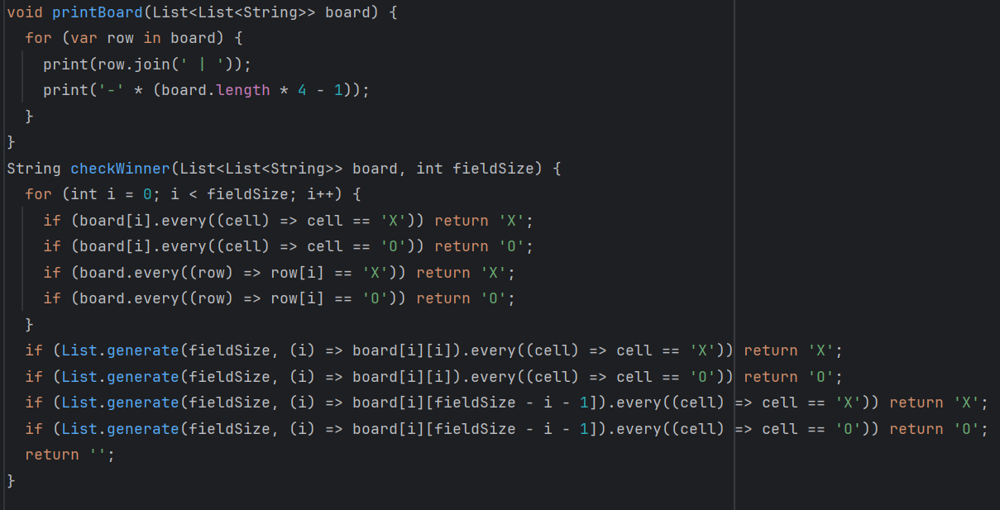 void printBoard(List<List<String>> board) {
  for (var row in board) {
    print(row.join(' | '));
    print('-' * (board.length * 4 - 1));
  }
}
String checkWinner(List<List<String>> board, int fieldSize) {
  for (int i = 0; i < fieldSize; i++) {
    if (board[i].every((cell) => cell == 'X')) return 'X';
    if (board[i].every((cell) => cell == 'O')) return 'O';
    if (board.every((row) => row[i] == 'X')) return 'X';
    if (board.every((row) => row[i] == 'O')) return 'O';
  }
  if (List.generate(fieldSize, (i) => board[i][i]).every((cell) => cell == 'X')) return 'X';
  if (List.generate(fieldSize, (i) => board[i][i]).every((cell) => cell == 'O')) return 'O';
  if (List.generate(fieldSize, (i) => board[i][fieldSize - i - 1]).every((cell) => cell == 'X')) return 'X';
  if (List.generate(fieldSize, (i) => board[i][fieldSize - i - 1]).every((cell) => cell == 'O')) return 'O';
  return '';
}